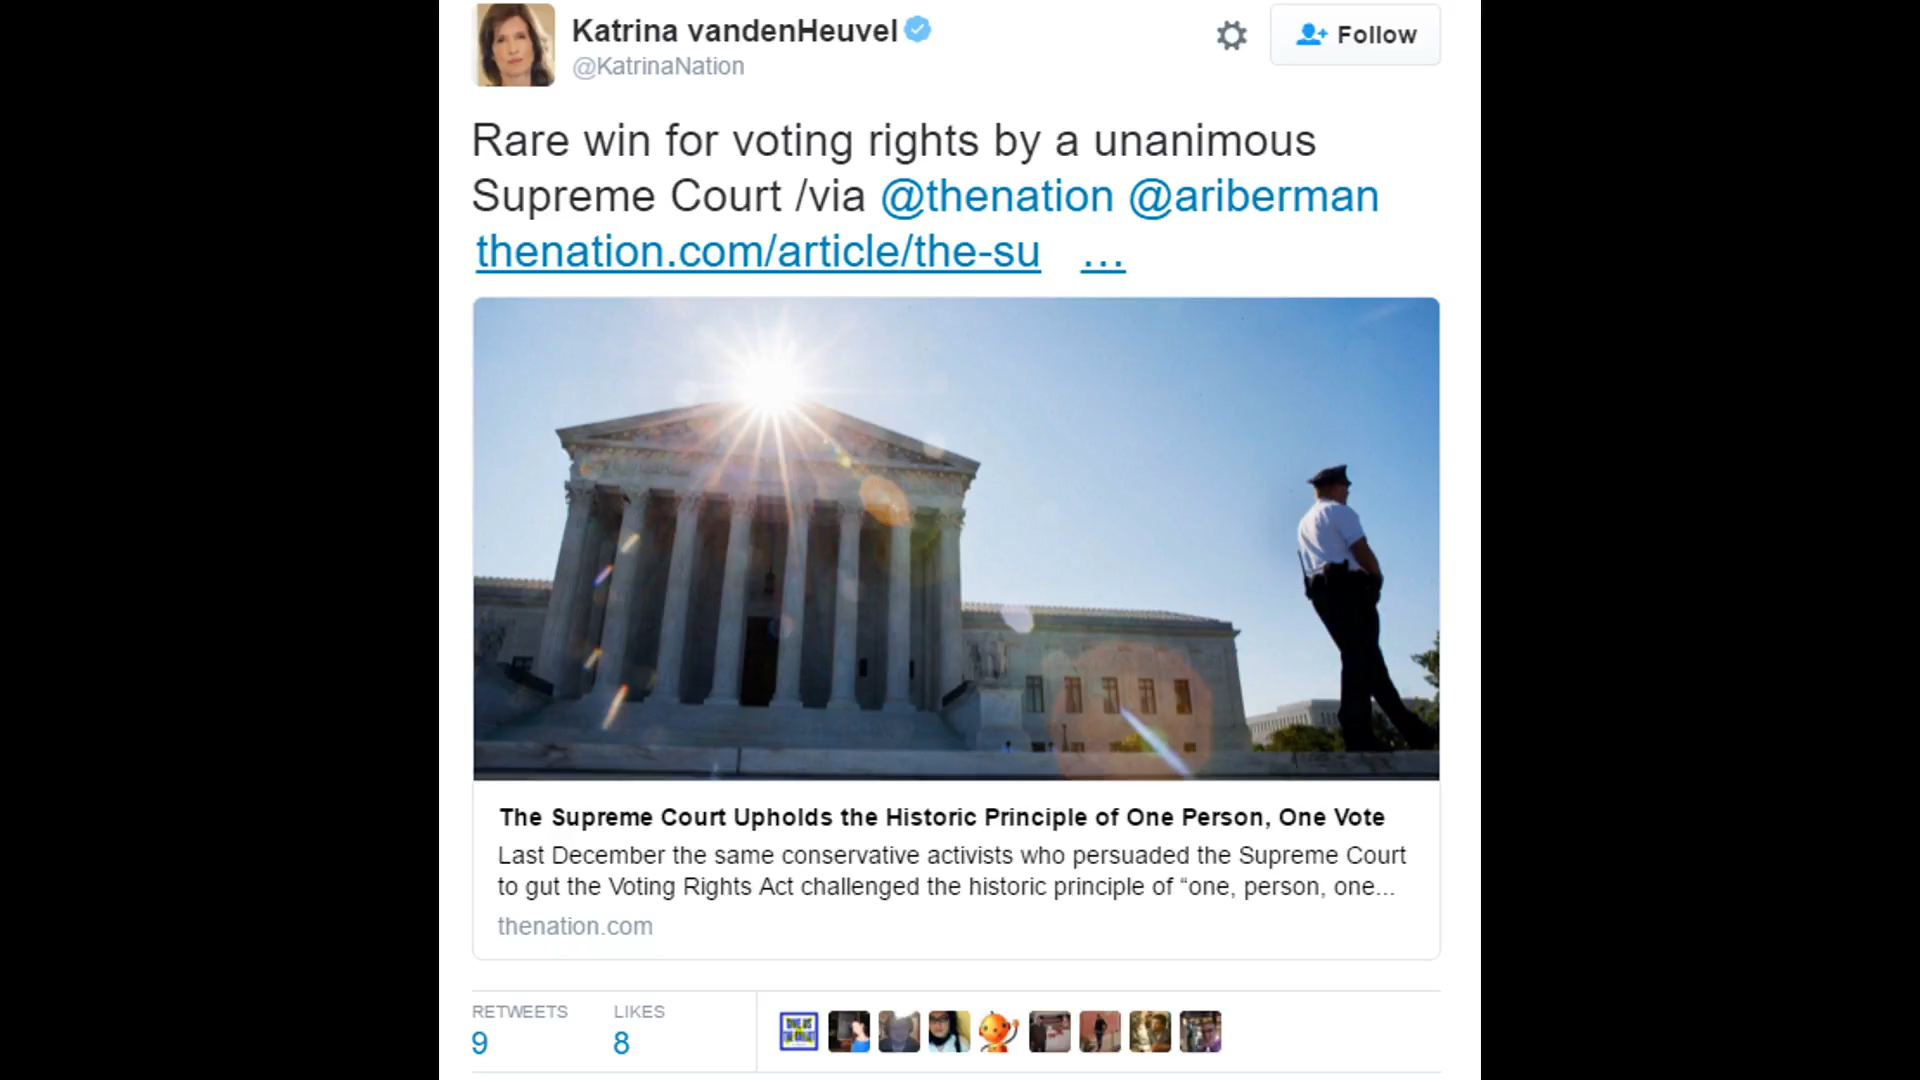 Katrina vandenHeuvel
@KatrinaNation
Follow
Rare win for voting rights by a unanimous
Supreme Court /via @thenation @ariberman
thenation.com/article/the-su …
The Supreme Court Upholds the Historic Principle of One Person, One Vote
Last December the same conservative activists who persuaded the Supreme Court
to gut the Voting Rights Act challenged the historic principle of “one, person, one...
thenation.com
RETWEETS LIKES
9 8